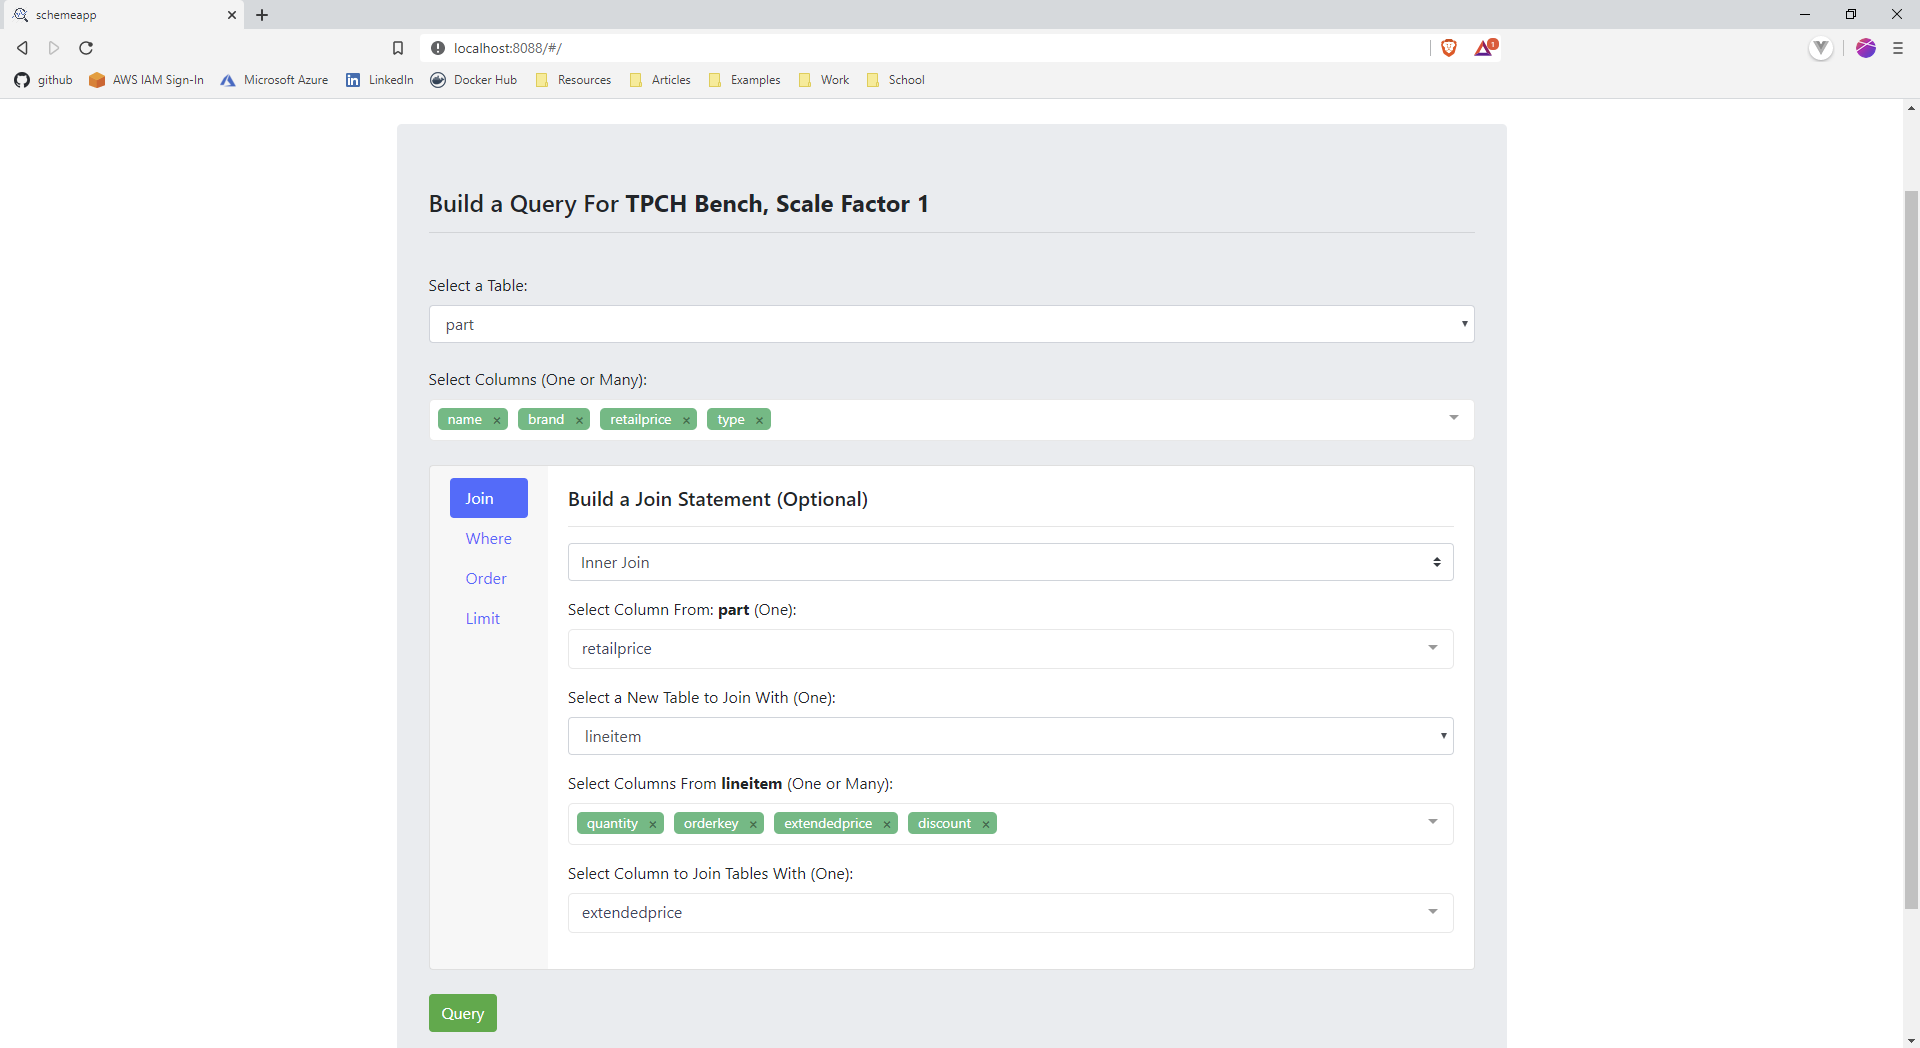 schemeapp
localhost:8088/#/
1
github AWS IAM Sign-In Microsoft Azure LinkedIn Docker Hub Resources Articles Examples Work School
Build a Query For TPCH Bench, Scale Factor 1
Select a Table:
part
Select Columns (One or Many):
name × brand × retailprice × type ×
Join
Where
Order
Limit
Build a Join Statement (Optional)
Inner Join
Select Column From: part (One):
retailprice
Select a New Table to Join With (One):
lineitem
Select Columns From lineitem (One or Many):
quantity × orderkey × extendedprice × discount ×
Select Column to Join Tables With (One):
extendedprice
Query